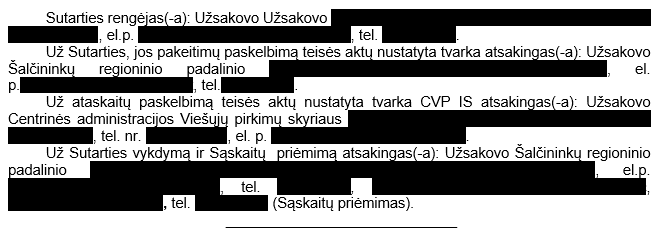 Sutarties rengėjas(-a): Užsakovo Užsakovo
, el.p. , tel. .
Už Sutarties, jos pakeitimų paskelbimą teisės aktų nustatyta tvarka atsakingas(-a): Užsakovo
Šalčininkų regioninio padalinio , el.
p. , tel. .
Už ataskaitų paskelbimą teisės aktų nustatyta tvarka CVP IS atsakingas(-a): Užsakovo
Centrinės administracijos Viešųjų pirkimų skyriaus
, tel. nr. , el. p. .
Už Sutarties vykdymą ir Sąskaitų priėmimą atsakingas(-a): Užsakovo Šalčininkų regioninio
padalinio , el.p.
, tel. , ,
, tel. (Sąskaitų priėmimas).